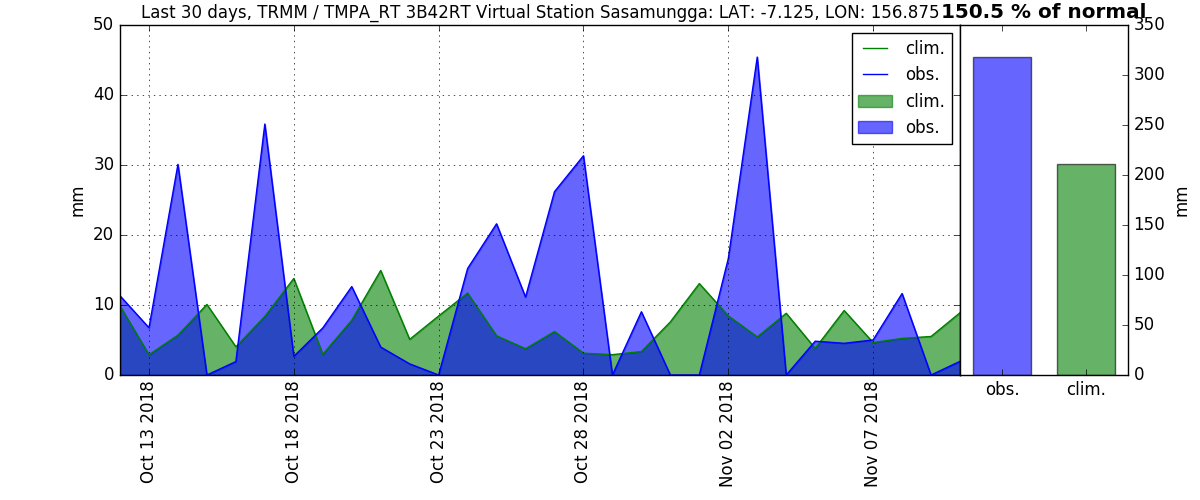 Last 30 days, TRMM / TMPA_RT 3B42RT Virtual Station Sasamungga: LAT: -7.125, LON: 156.875
150.5 % of normal
50
40
30
20
10
0
mm
clim.
obs.
clim.
obs.
350
300
250
200
150
100
50
0
mm
Oct 13 2018
Oct 18 2018
Oct 23 2018
Oct 28 2018
Nov 02 2018
Nov 07 2018
obs.
clim.